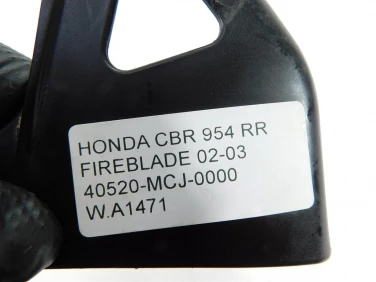 HONDA CBR 954 RR
FIREBLADE 02-03
40520-MCJ-0000
W.A1471